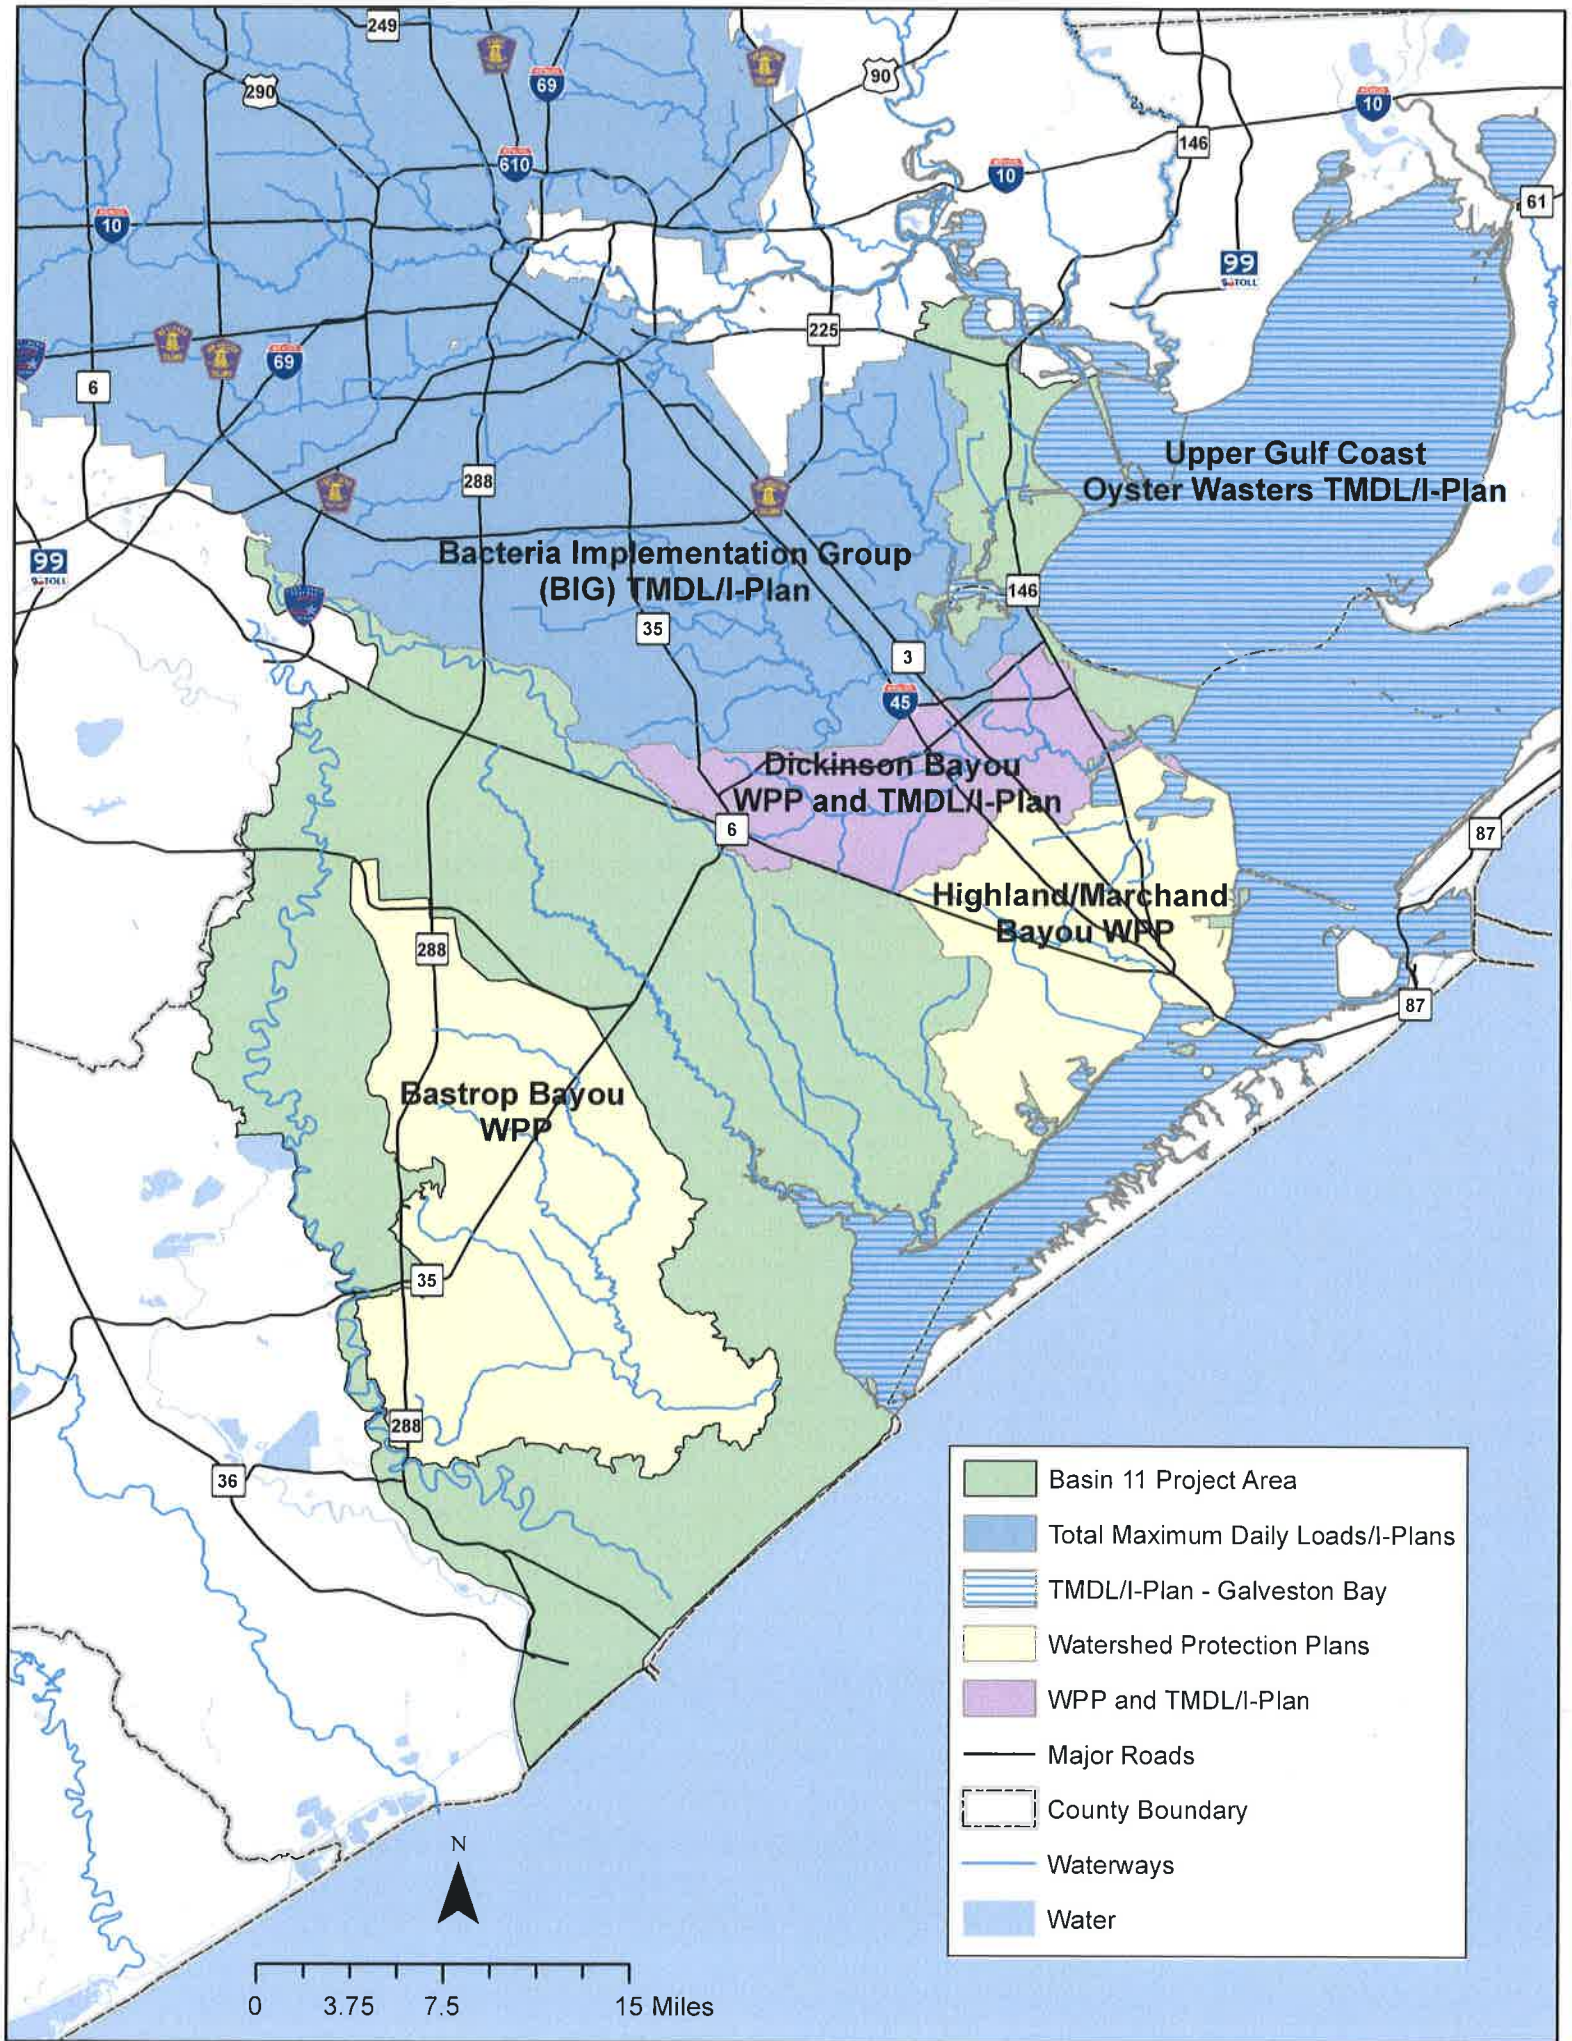 249
290
69
90
10
146
610
10
61
10
99
TOLL
225
69
6
Upper Gulf Coast
Oyster Wasters TMDL/I-Plan
288
99
TOLL
Bacteria Implementation Group
(BIG) TMDL/I-Plan
146
35
3
45
Dickinson Bayou
WPP and TMDL/I-Plan
6
87
Highland/Marchand
Bayou WPP
288
87
Bastrop Bayou
WPP
35
288
36
Basin 11 Project Area
Total Maximum Daily Loads/I-Plans
TMDL/I-Plan - Galveston Bay
Watershed Protection Plans
WPP and TMDL/I-Plan
Major Roads
County Boundary
Waterways
Water
N
0 3.75 7.5 15 Miles